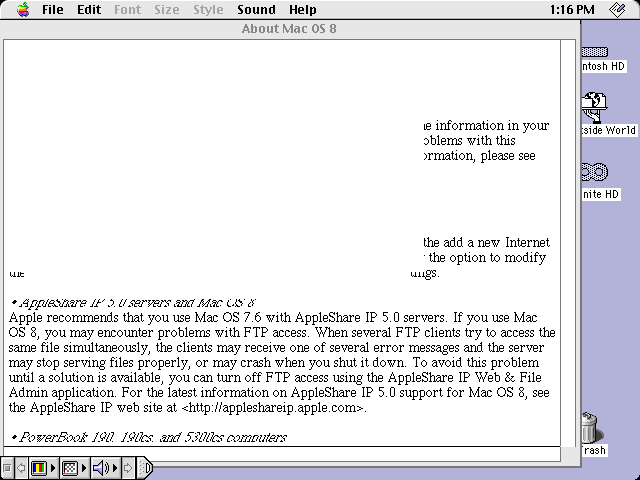 File Edit Font Size Style Sound Help 1:16 PM
About Mac OS 8
information in your
with this
please see
the add a new Internet
the option to modify
the
• AppleShare IP 5.0 servers and Mac OS 8
Apple recommends that you use Mac OS 7.6 with AppleShare IP 5.0 servers. If you use Mac
OS 8, you may encounter problems with FTP access. When several FTP clients try to access the
same file simultaneously, the clients may receive one of several error messages and the server
may stop serving files properly, or may crash when you shut it down. To avoid this problem
until a solution is available, you can turn off FTP access using the AppleShare IP Web & File
Admin application. For the latest information on AppleShare IP 5.0 support for Mac OS 8, see
the AppleShare IP web site at <http://appleshareip.apple.com>.
• PowerBook 190, 190cs, and 5300cs computers
ntosh HD
tside World
nite HD
rash